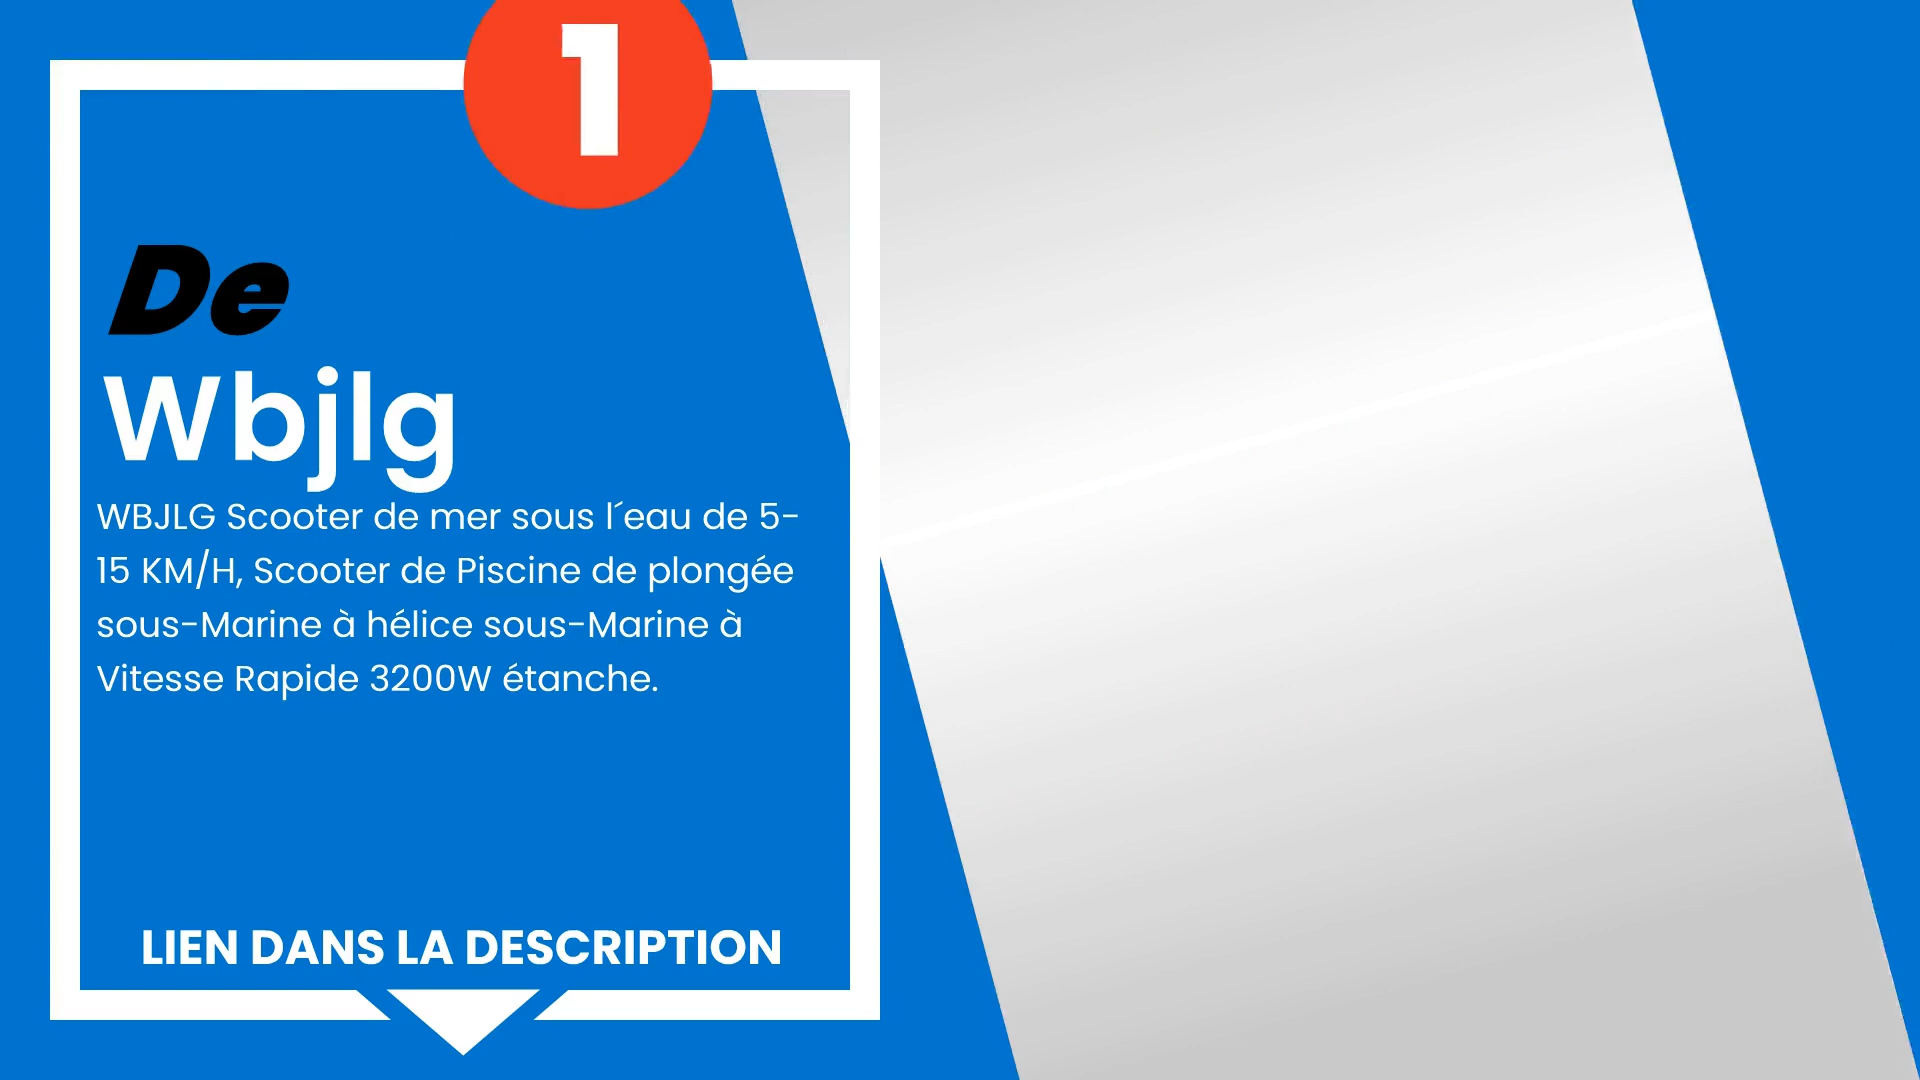 1
De
Wbjlg
WBJLG Scooter de mer sous l´eau de 5-
15 KM/H, Scooter de Piscine de plongée
sous-Marine à hélice sous-Marine à
Vitesse Rapide 3200W étanche.
LIEN DANS LA DESCRIPTION